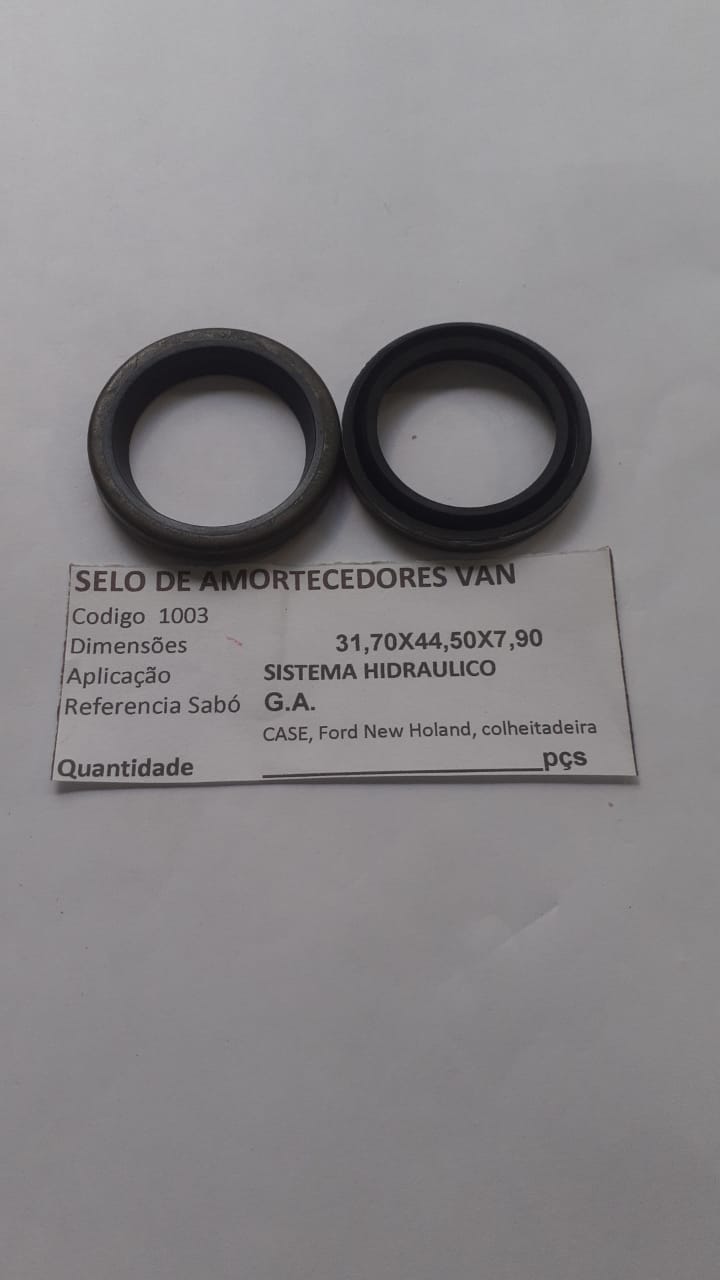 SELO DE AMORTECEDORES VAN
Codigo 1003
Dimensões 31,70X44,50X7,90
Aplicação SISTEMA HIDRAULICO
Referencia Sabó G.A.
CASE, Ford New Holand, colheitadeira
Quantidade ____________________pçs